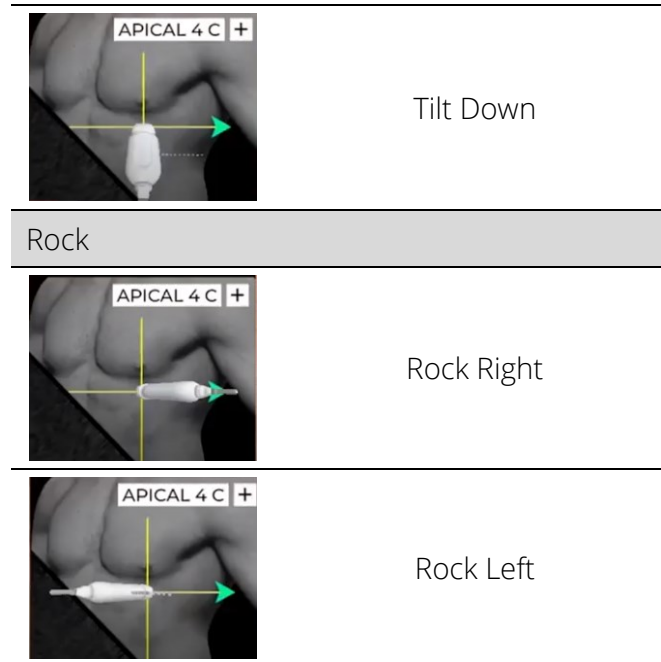 APICAL 4 C +
Tilt Down
Rock
APICAL 4 C +
Rock Right
APICAL 4 C +
Rock Left